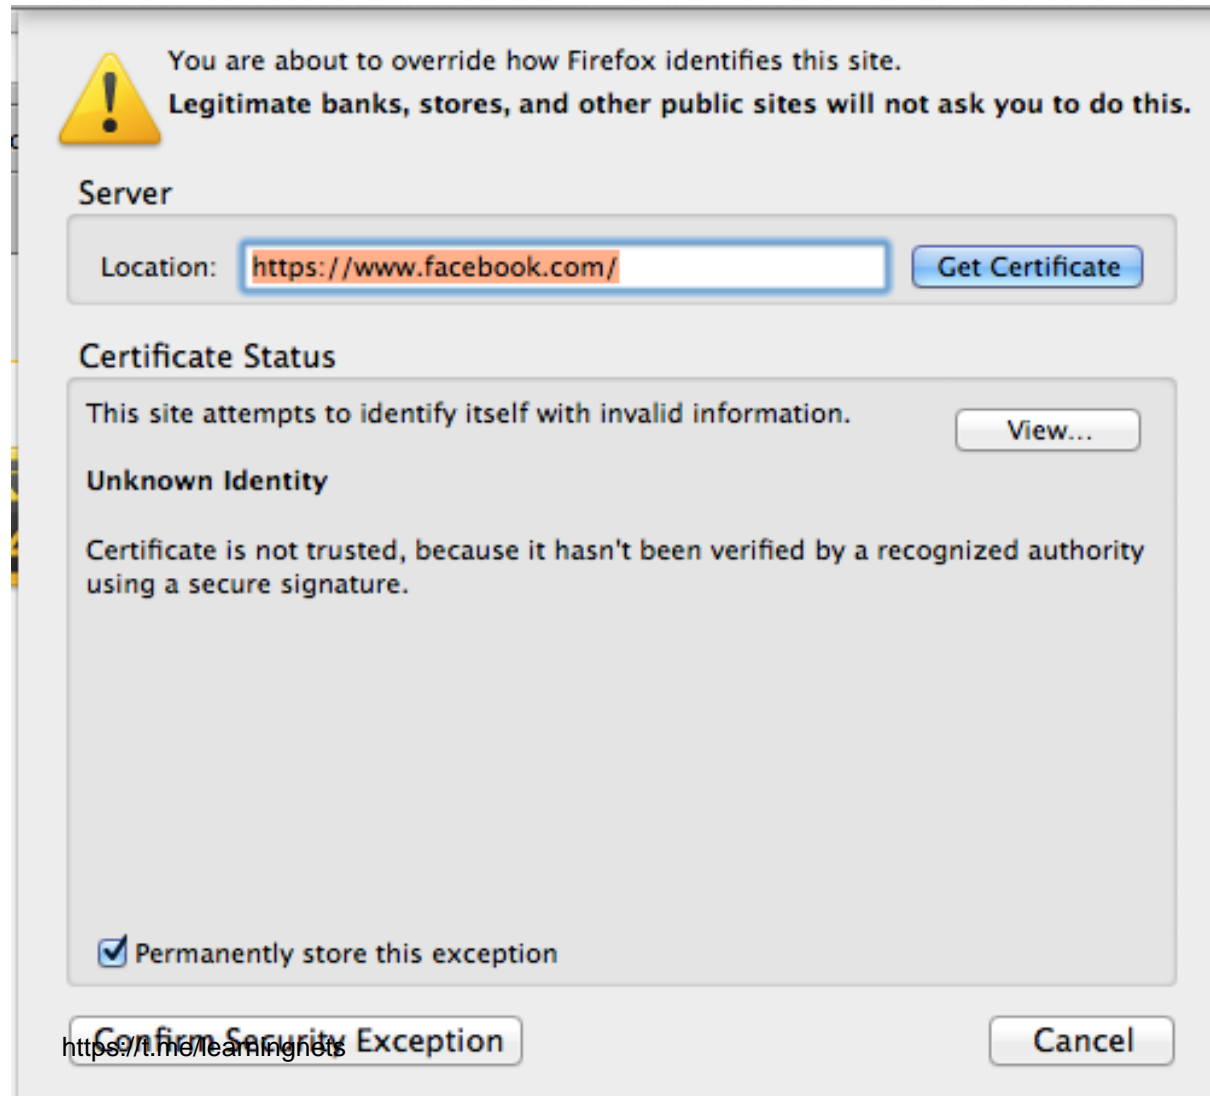 You are about to override how Firefox identifies this site.
Legitimate banks, stores, and other public sites will not ask you to do this.
Server
Location: https://www.facebook.com/ Get Certificate
Certificate Status
This site attempts to identify itself with invalid information.
View...
Unknown Identity
Certificate is not trusted, because it hasn't been verified by a recognized authority
using a secure signature.
Permanently store this exception
Confirm Security Exception
https://t.me/learningnets
Cancel